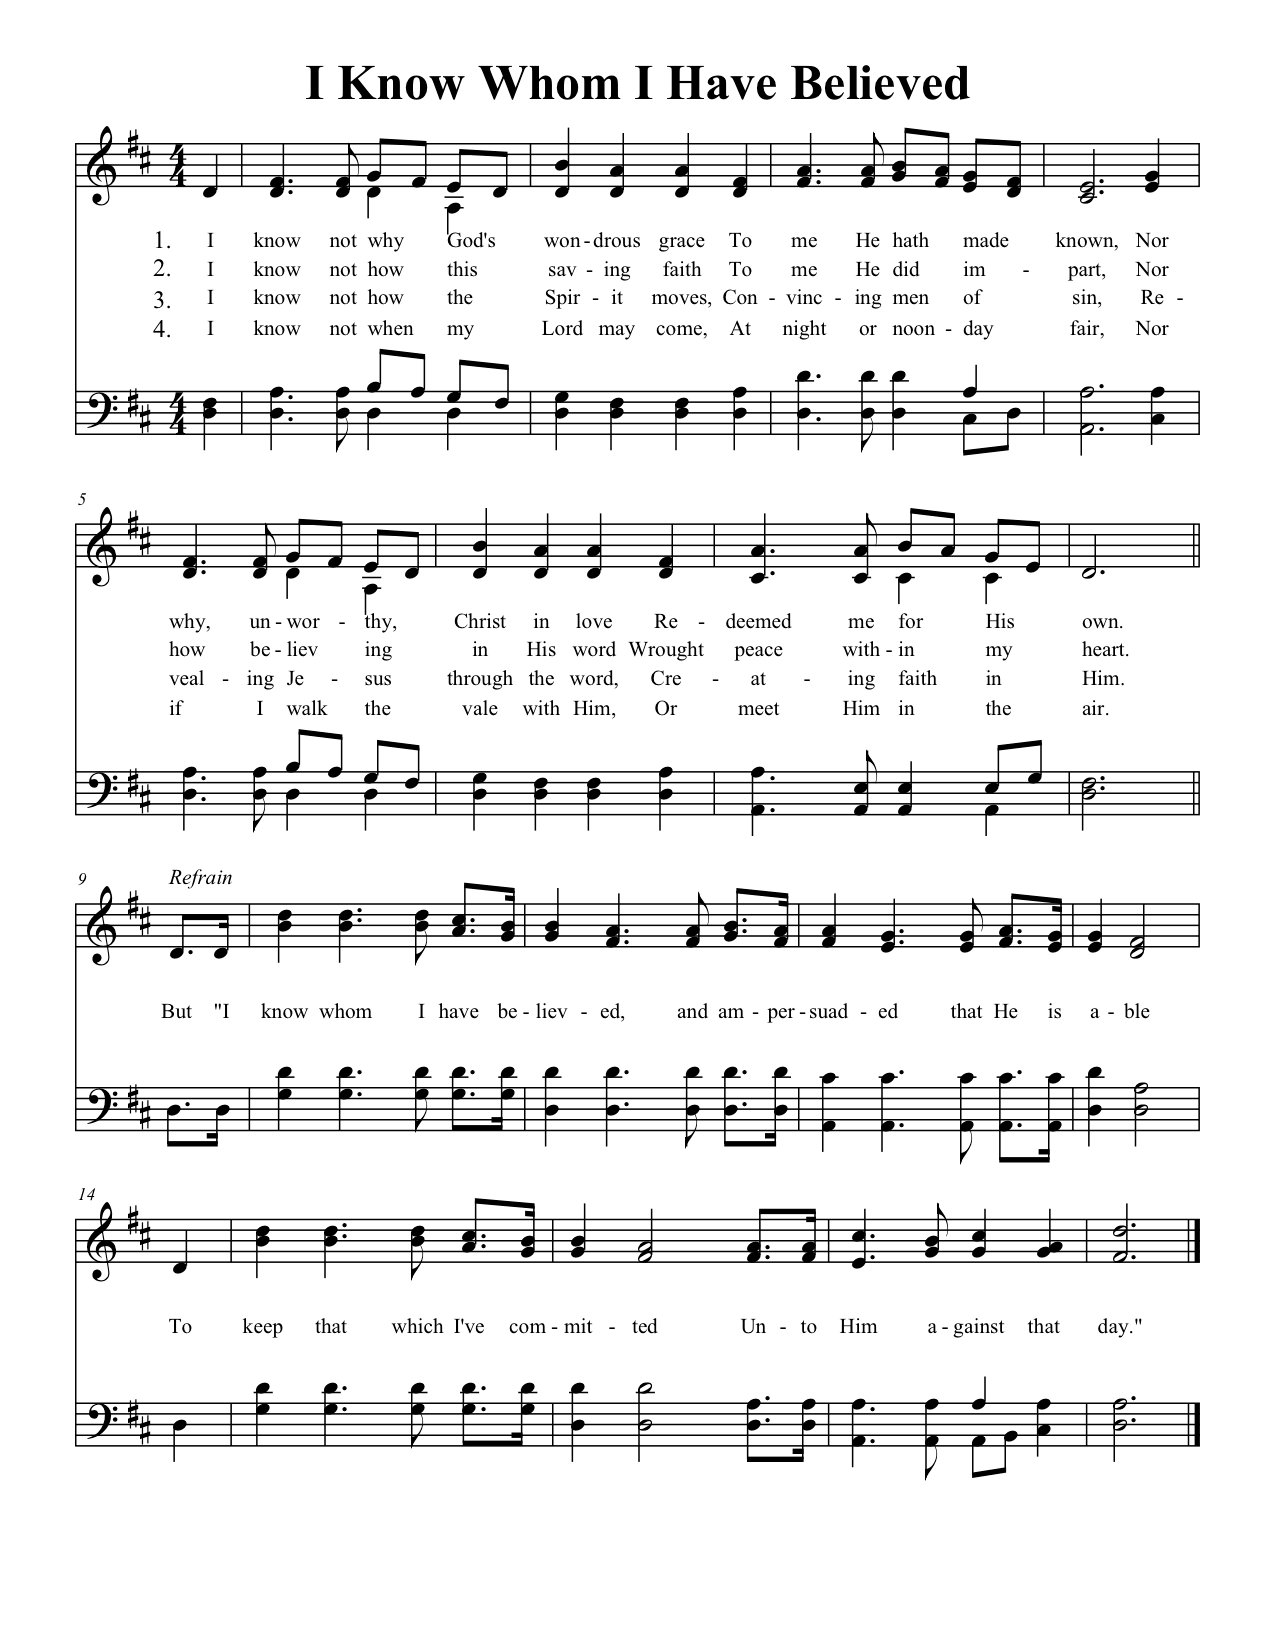 I Know Whom I Have Believed
1. I know not why God's won - drous grace To me He hath made known, Nor
2. I know not how this sav - ing faith To me He did im - part, Nor
3. I know not how the Spir - it moves, Con - vinc - ing men of sin, Re -
4. I know not when my Lord may come, At night or noon - day fair, Nor
5
why, un - wor - thy, Christ in love Re - deemed me for His own.
how be - liev ing in His word Wrought peace with - in my heart.
veal - ing Je - sus through the word, Cre - at - ing faith in Him.
if I walk the vale with Him, Or meet Him in the air.
9 Refrain
But "I know whom I have be - liev - ed, and am - per - suad - ed that He is a - ble
14
To keep that which I've com - mit - ted Un - to Him a - gainst that day."